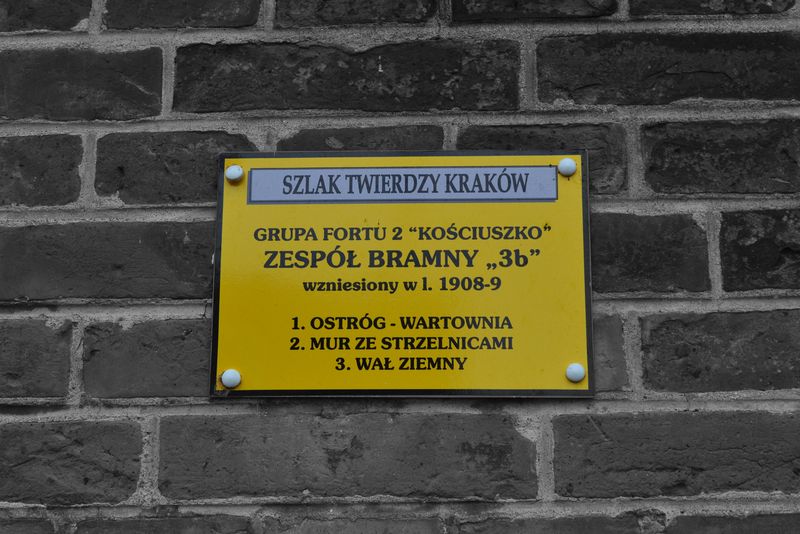 SZLAK TWIERDZY KRAKÓW
GRUPA FORTU 2 “KOŚCIUSZKO”
ZESPÓŁ BRAMNY „3b”
wzniesiony w l. 1908-9
1. OSTRÓG - WARTOWNIA
2. MUR ZE STRZELNICAMI
3. WAŁ ZIEMNY